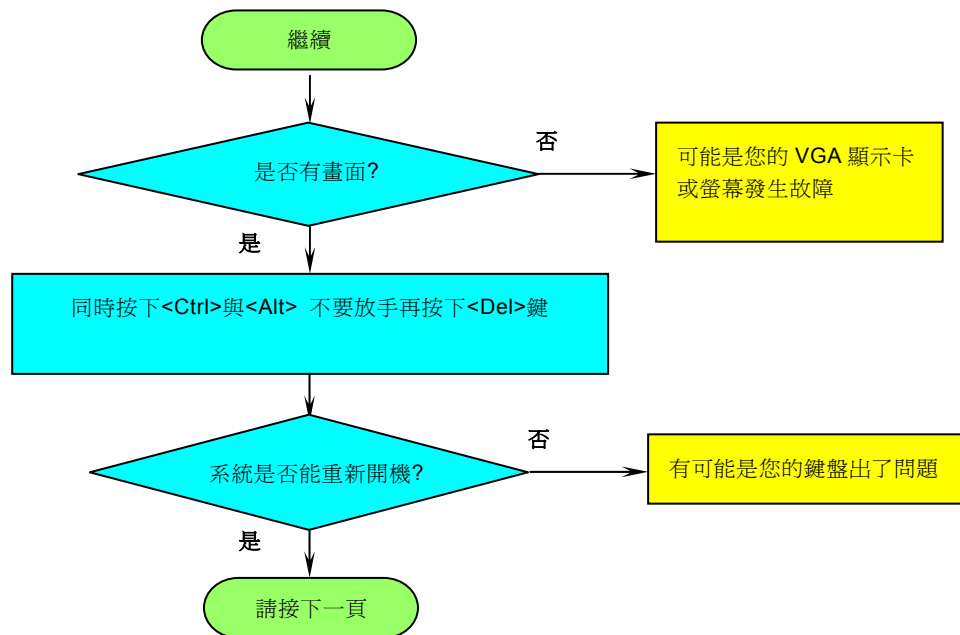 繼續
是否有畫面?
否
可能是您的 VGA 顯示卡
或螢幕發生故障
是
同時按下<Ctrl>與<Alt> 不要放手再按下<Del>鍵
系統是否能重新開機?
否
有可能是您的鍵盤出了問題
是
請接下一頁